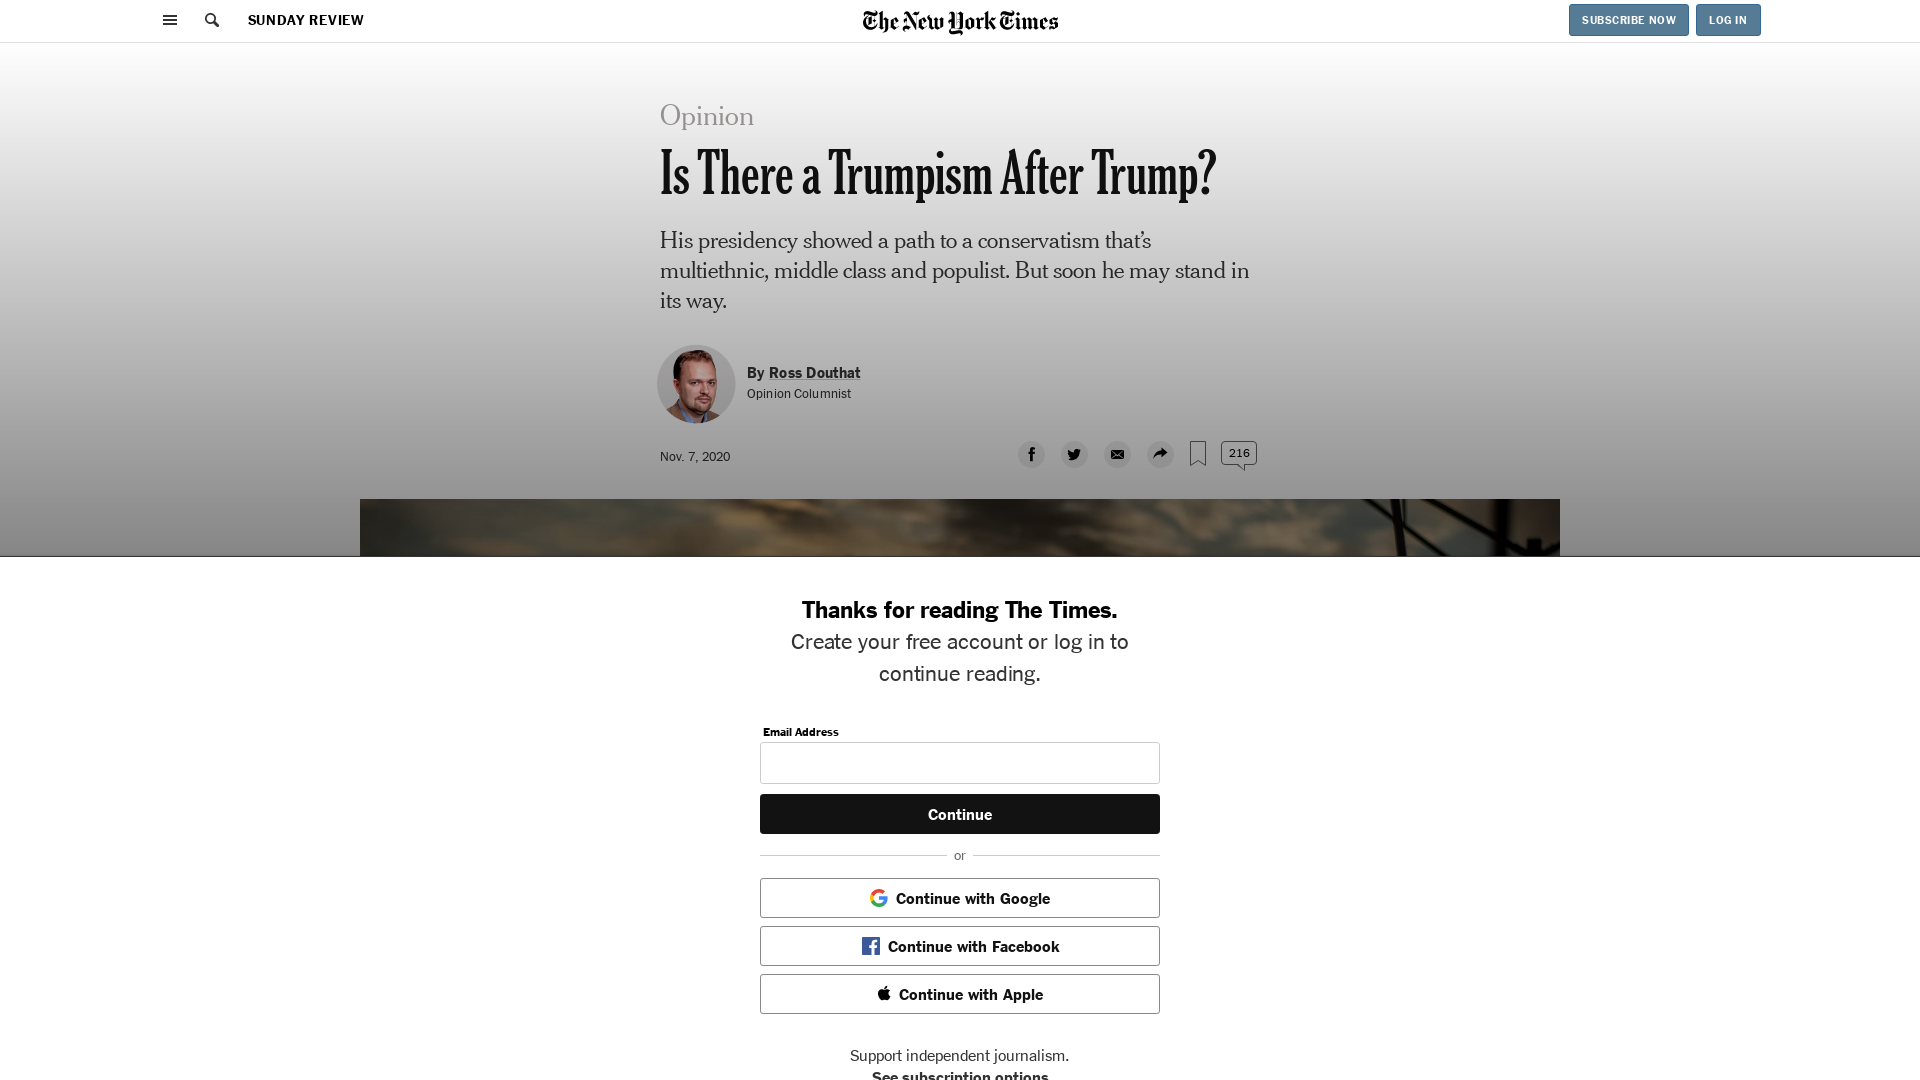 SUNDAY REVIEW
The New York Times
SUBSCRIBE NOW
LOG IN
Opinion
Is There a Trumpism After Trump?
His presidency showed a path to a conservatism that’s
multiethnic, middle class and populist. But soon he may stand in
its way.
By Ross Douthat
Opinion Columnist
Nov. 7, 2020
216
Thanks for reading The Times.
Create your free account or log in to
continue reading.
Email Address
Continue
or
Continue with Google
Continue with Facebook
Continue with Apple
Support independent journalism.
See subscription options